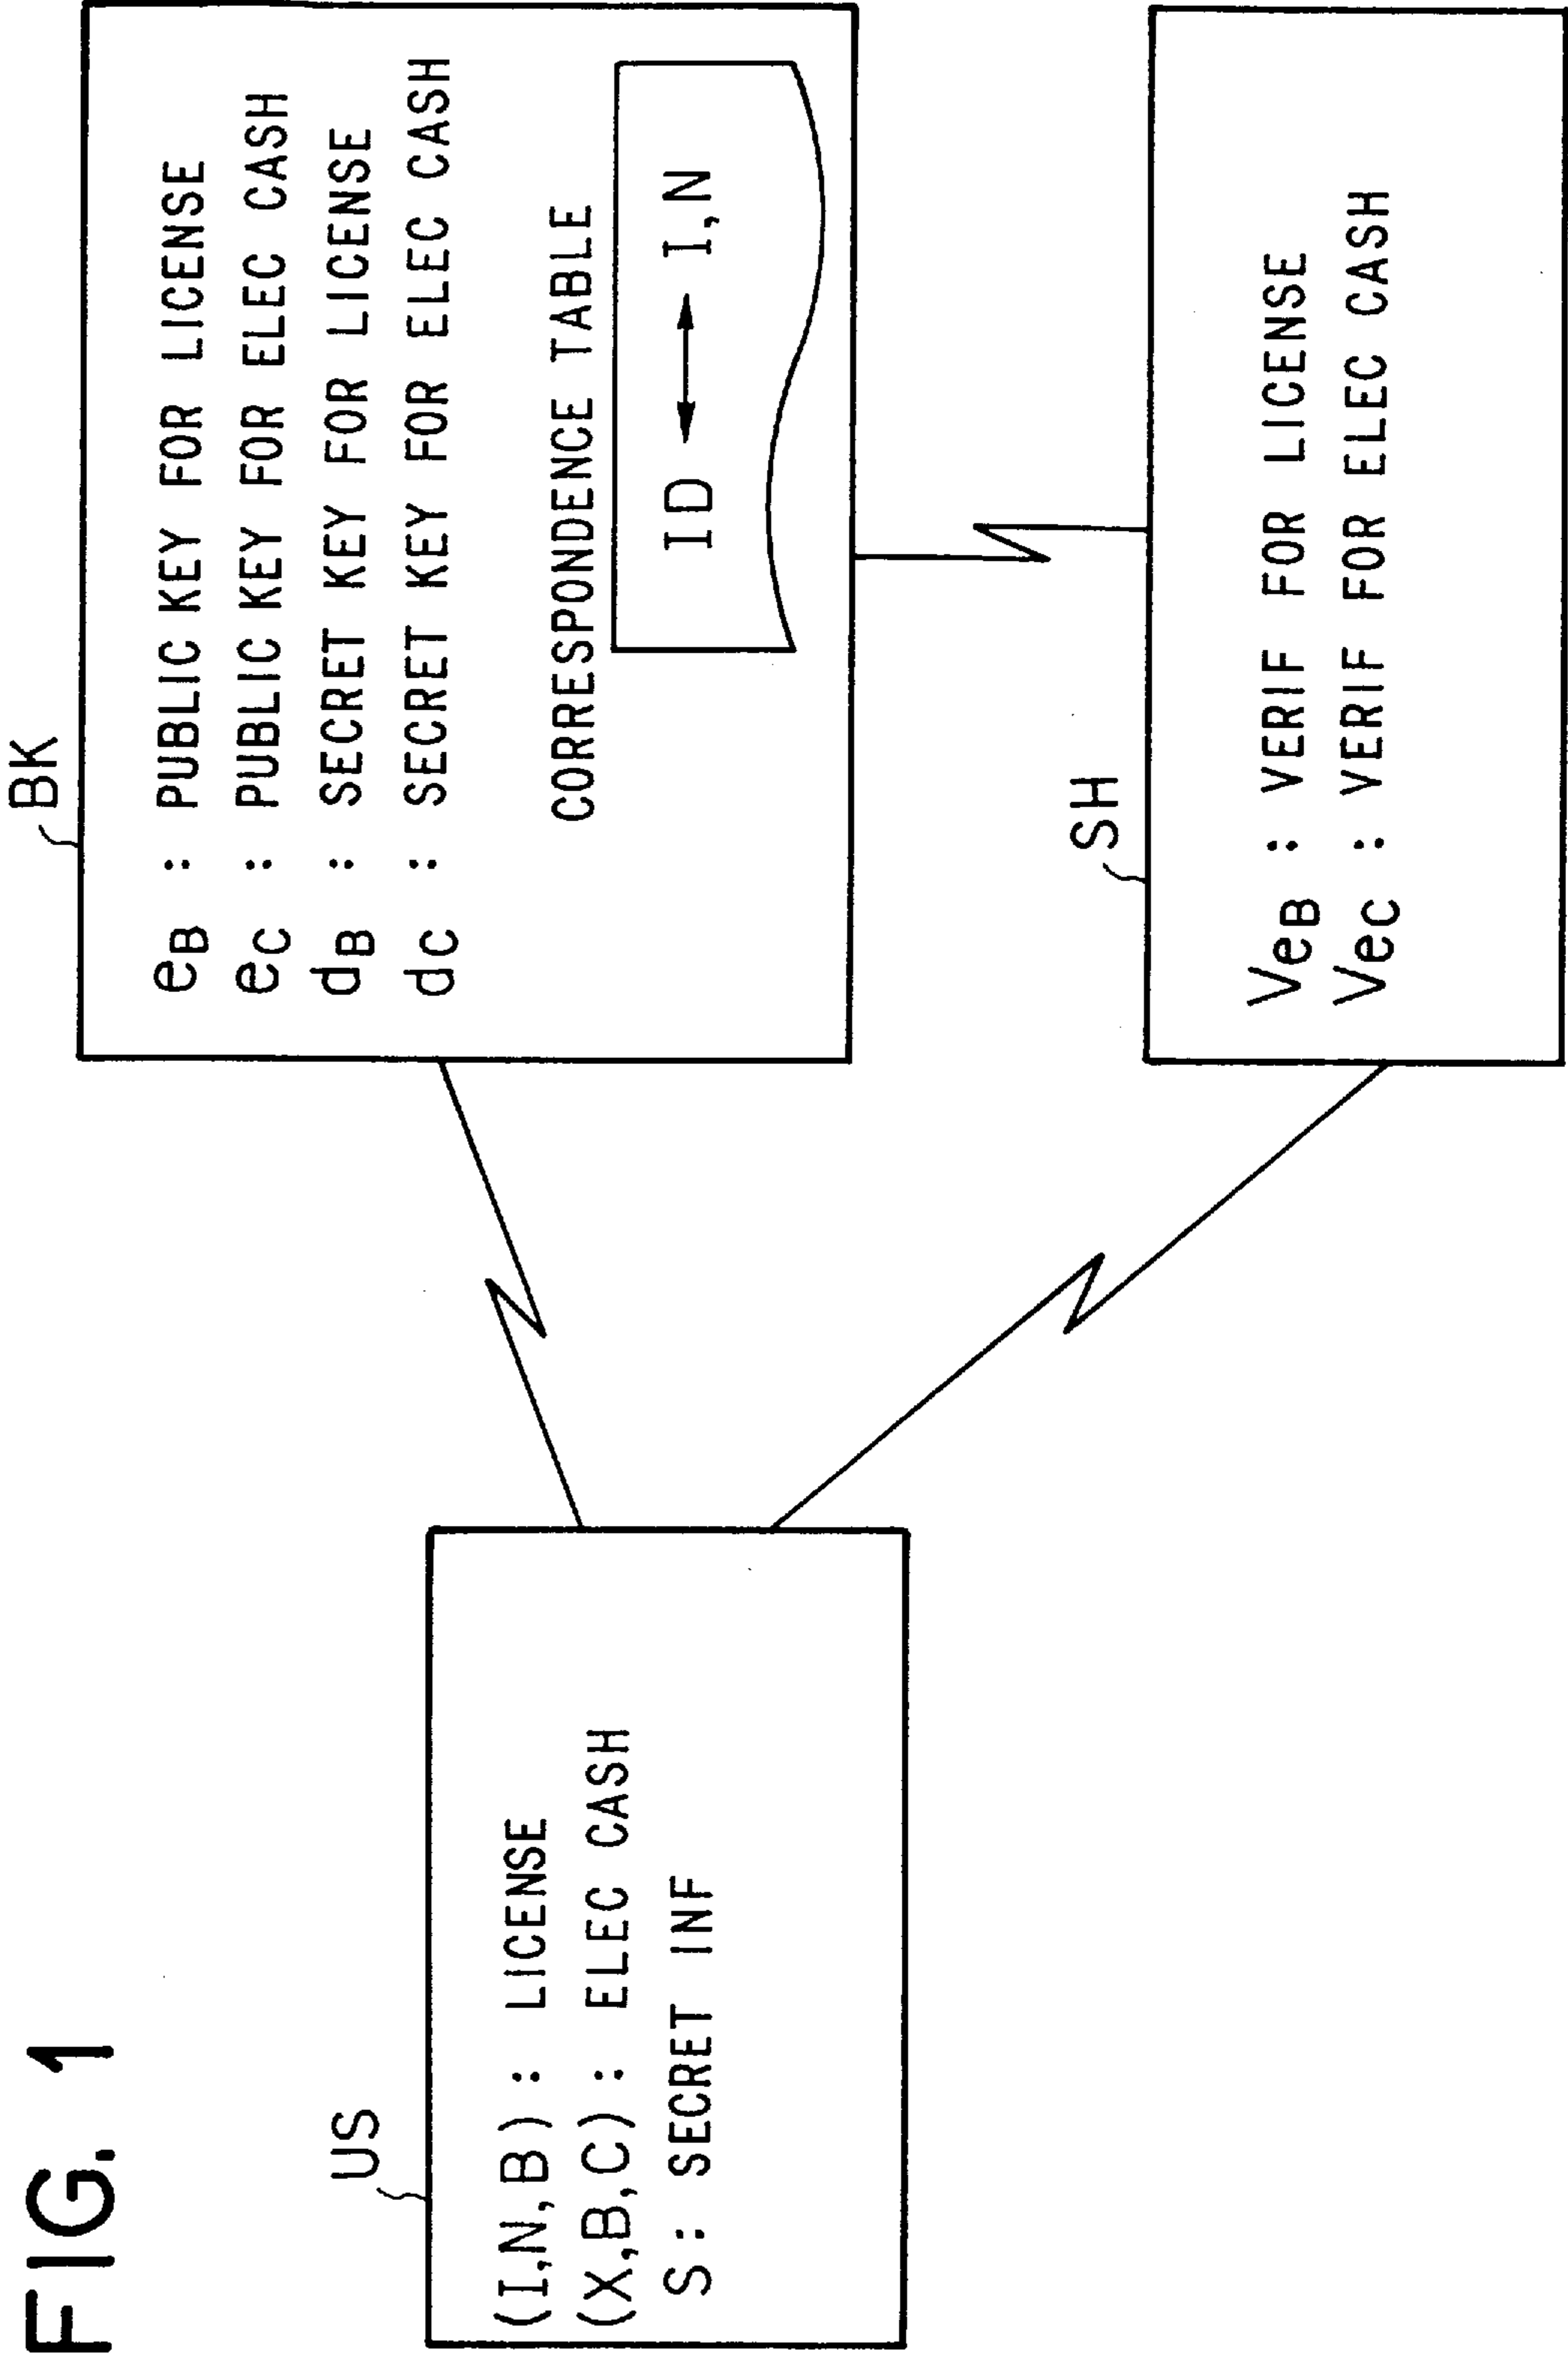 FIG. 1
US
(I,N,B) : LICENSE
(X,B,C) : ELEC CASH
S : SECRET INF
BK
eB : PUBLIC KEY FOR LICENSE
eC : PUBLIC KEY FOR ELEC CASH
dB : SECRET KEY FOR LICENSE
dC : SECRET KEY FOR ELEC CASH
CORRESPONDENCE TABLE
ID ↔ I,N
SH
VeB : VERIF FOR LICENSE
VeC : VERIF FOR ELEC CASH